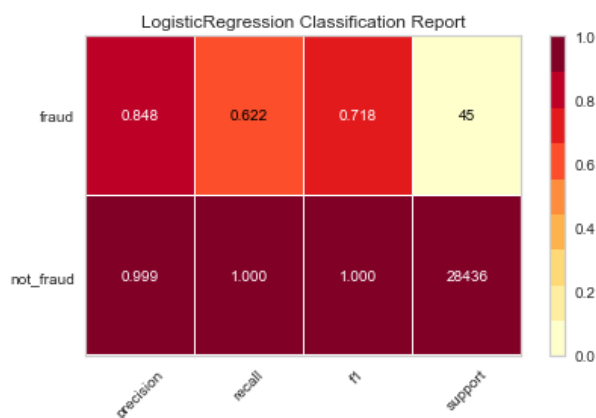 LogisticRegression Classification Report
fraud 0.848 0.622 0.718 45
not_fraud 0.999 1.000 1.000 28436
precision recall f1 support
1.0
0.8
0.6
0.4
0.2
0.0